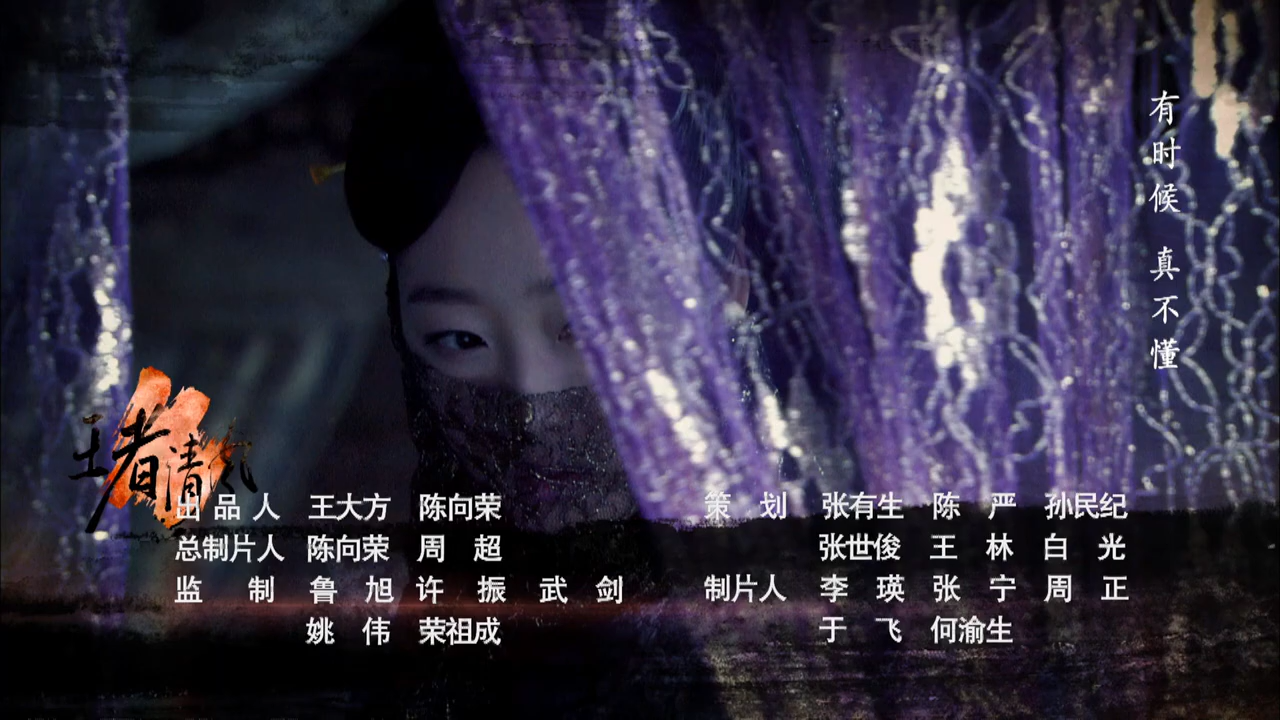 有时候 真不懂
王者清风
出品人 王大方 陈向荣
总制片人 陈向荣 周超
监制 鲁旭 许振 武剑
姚伟 荣祖成
策划 张有生 陈严 孙民纪
张世俊 王林 白光
制片人 李瑛 张宁 周正
于飞 何渝生